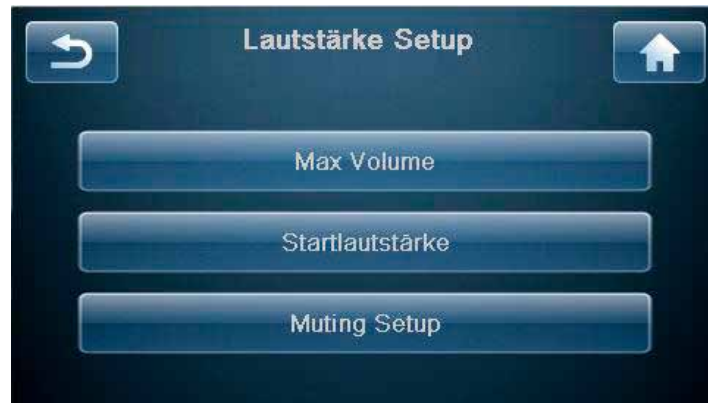 Lautstärke Setup
Max Volume
Startlautstärke
Muting Setup